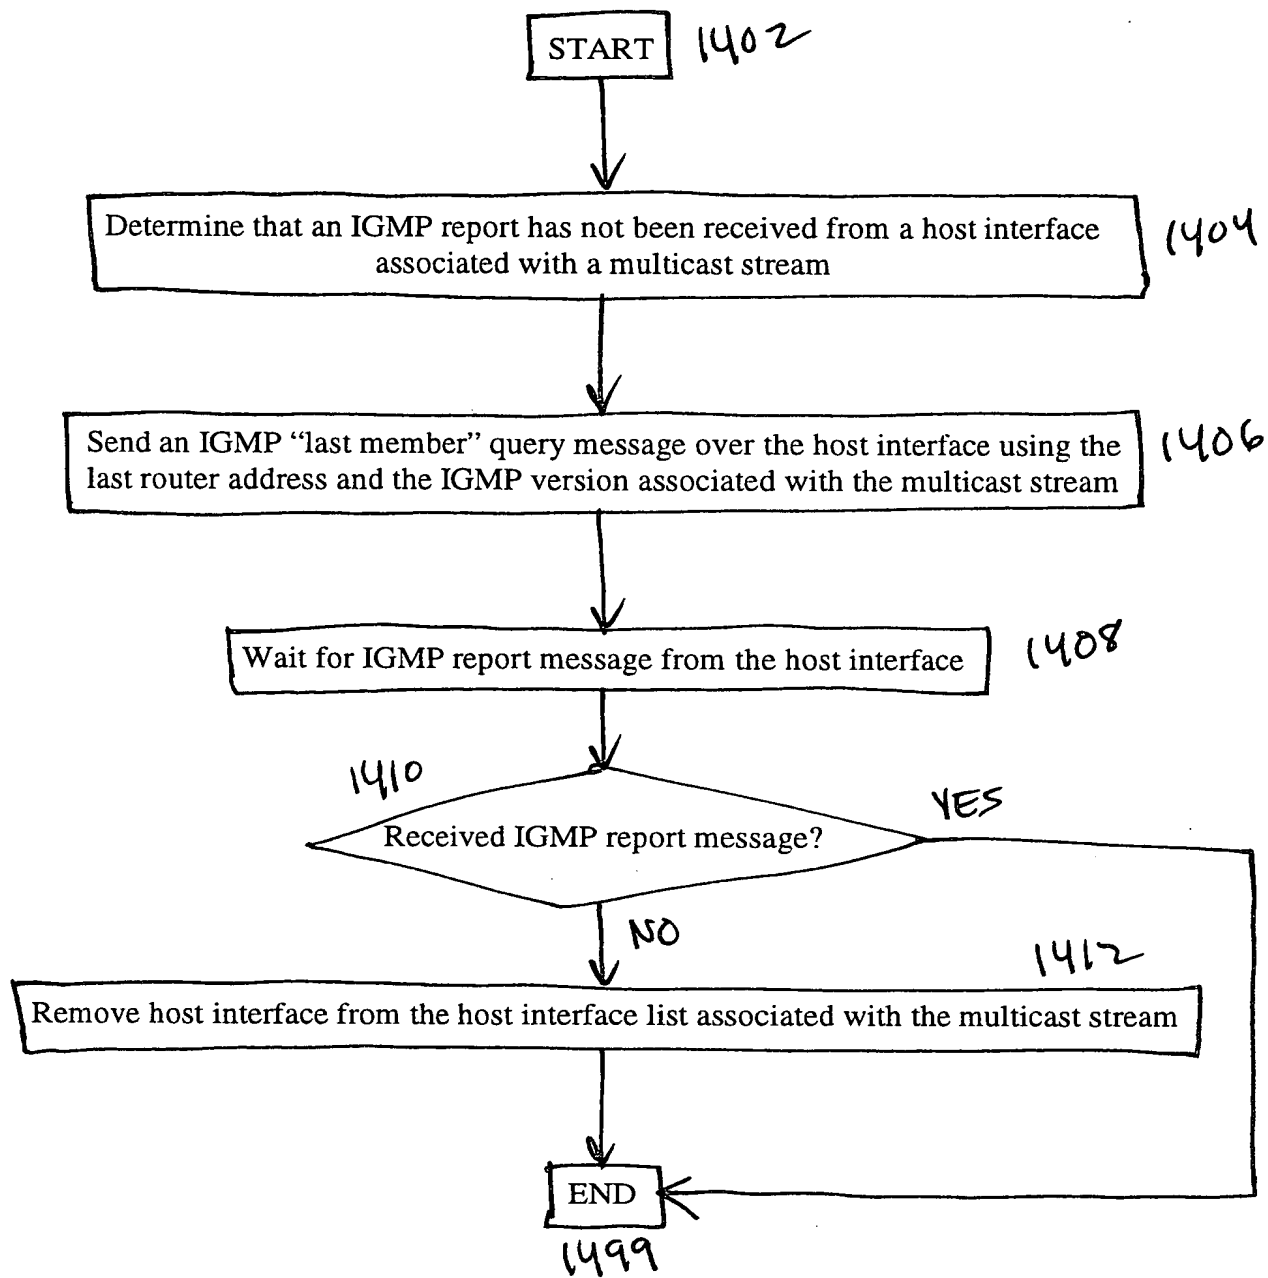 START
1402
Determine that an IGMP report has not been received from a host interface
associated with a multicast stream
1404
Send an IGMP “last member” query message over the host interface using the
last router address and the IGMP version associated with the multicast stream
1406
Wait for IGMP report message from the host interface
1408
1410
Received IGMP report message?
YES
NO
1412
Remove host interface from the host interface list associated with the multicast stream
END
1499